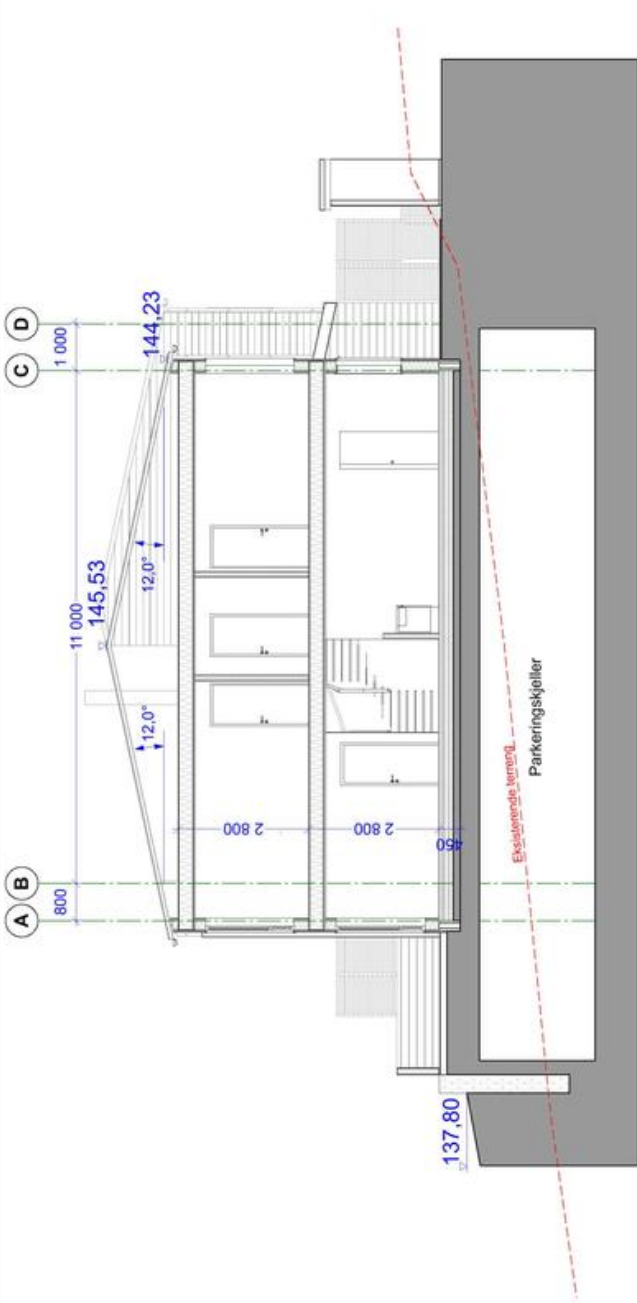 A
B
C
D
800
11 000
1 000
145,53
144,23
12,0°
12,0°
2 800
2 800
450
137,80
Eksisterende terreng
Parkeringskjeller